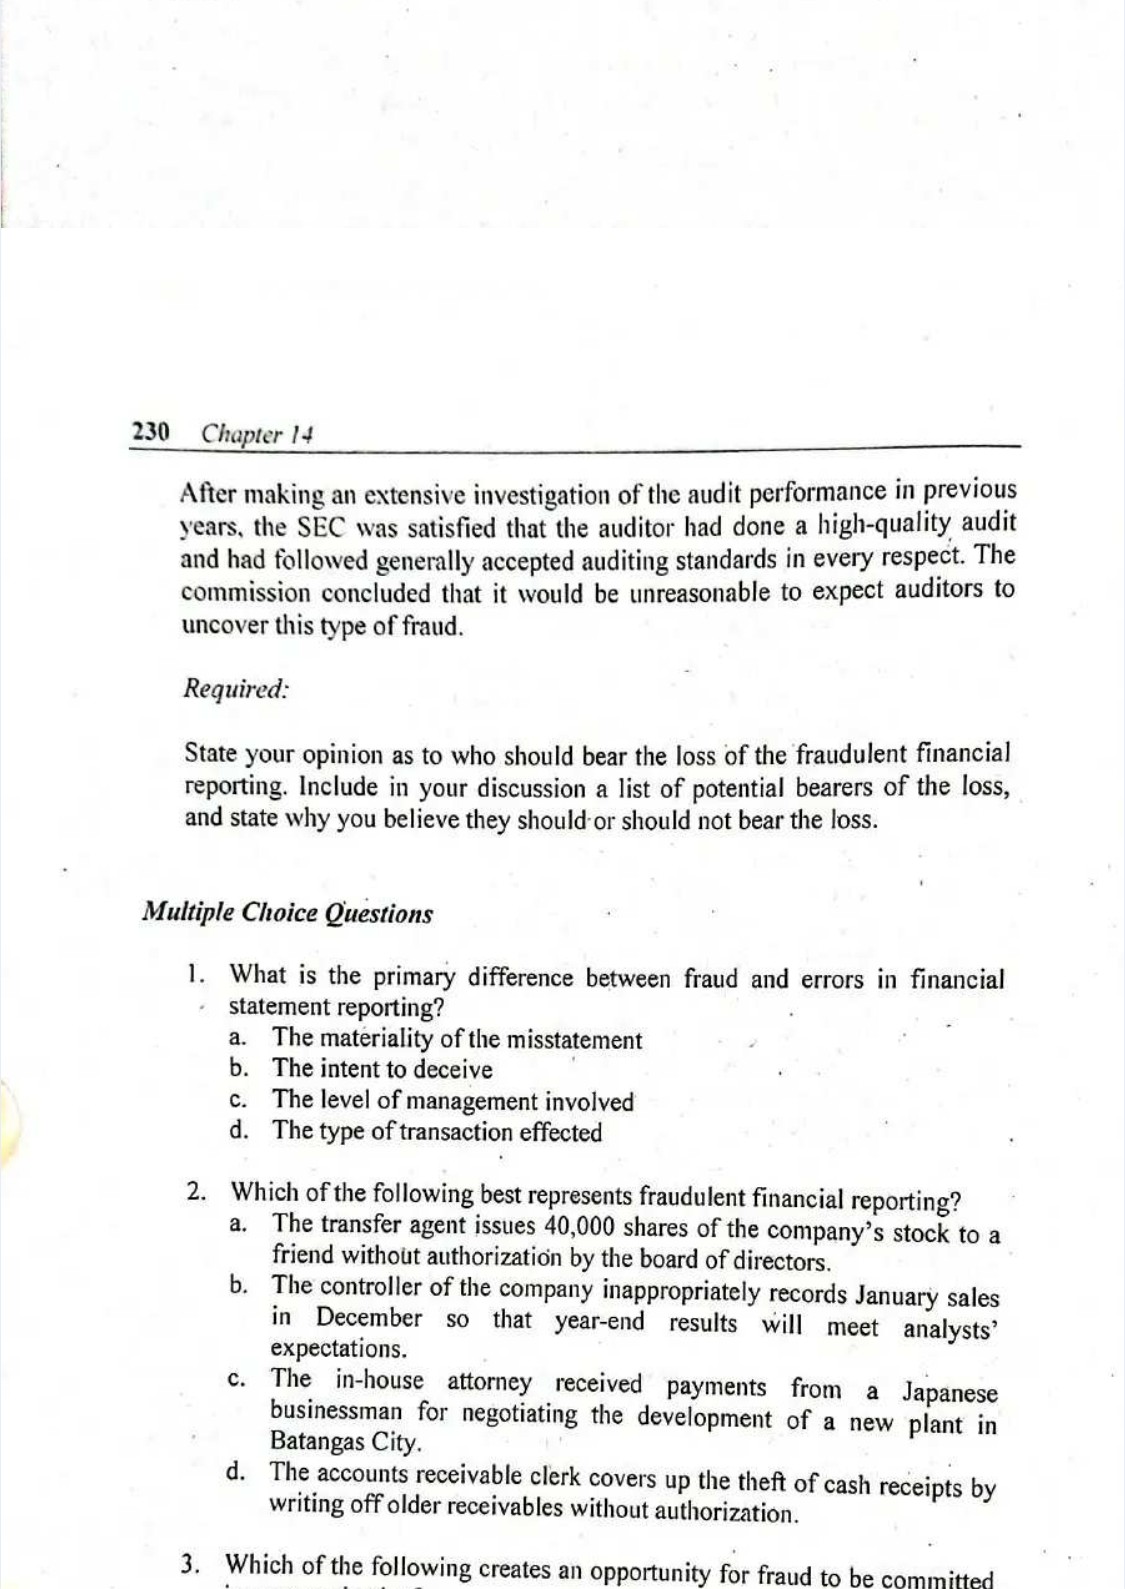 230 Chapter 14
After making an extensive investigation of the audit performance in previous
years, the SEC was satisfied that the auditor had done a high-quality audit
and had followed generally accepted auditing standards in every respect. The
commission concluded that it would be unreasonable to expect auditors to
uncover this type of fraud.
Required:
State your opinion as to who should bear the loss of the fraudulent financial
reporting. Include in your discussion a list of potential bearers of the loss,
and state why you believe they should or should not bear the loss.
Multiple Choice Questions
1. What is the primary difference between fraud and errors in financial
statement reporting?
a. The materiality of the misstatement
b. The intent to deceive
c. The level of management involved
d. The type of transaction effected
2. Which of the following best represents fraudulent financial reporting?
a. The transfer agent issues 40,000 shares of the company's stock to a
friend without authorization by the board of directors.
b. The controller of the company inappropriately records January sales
in December so that year-end results will meet analysts'
expectations.
c. The in-house attorney received payments from a Japanese
businessman for negotiating the development of a new plant in
Batangas City.
d. The accounts receivable clerk covers up the theft of cash receipts by
writing off older receivables without authorization.
3. Which of the following creates an opportunity for fraud to be committed